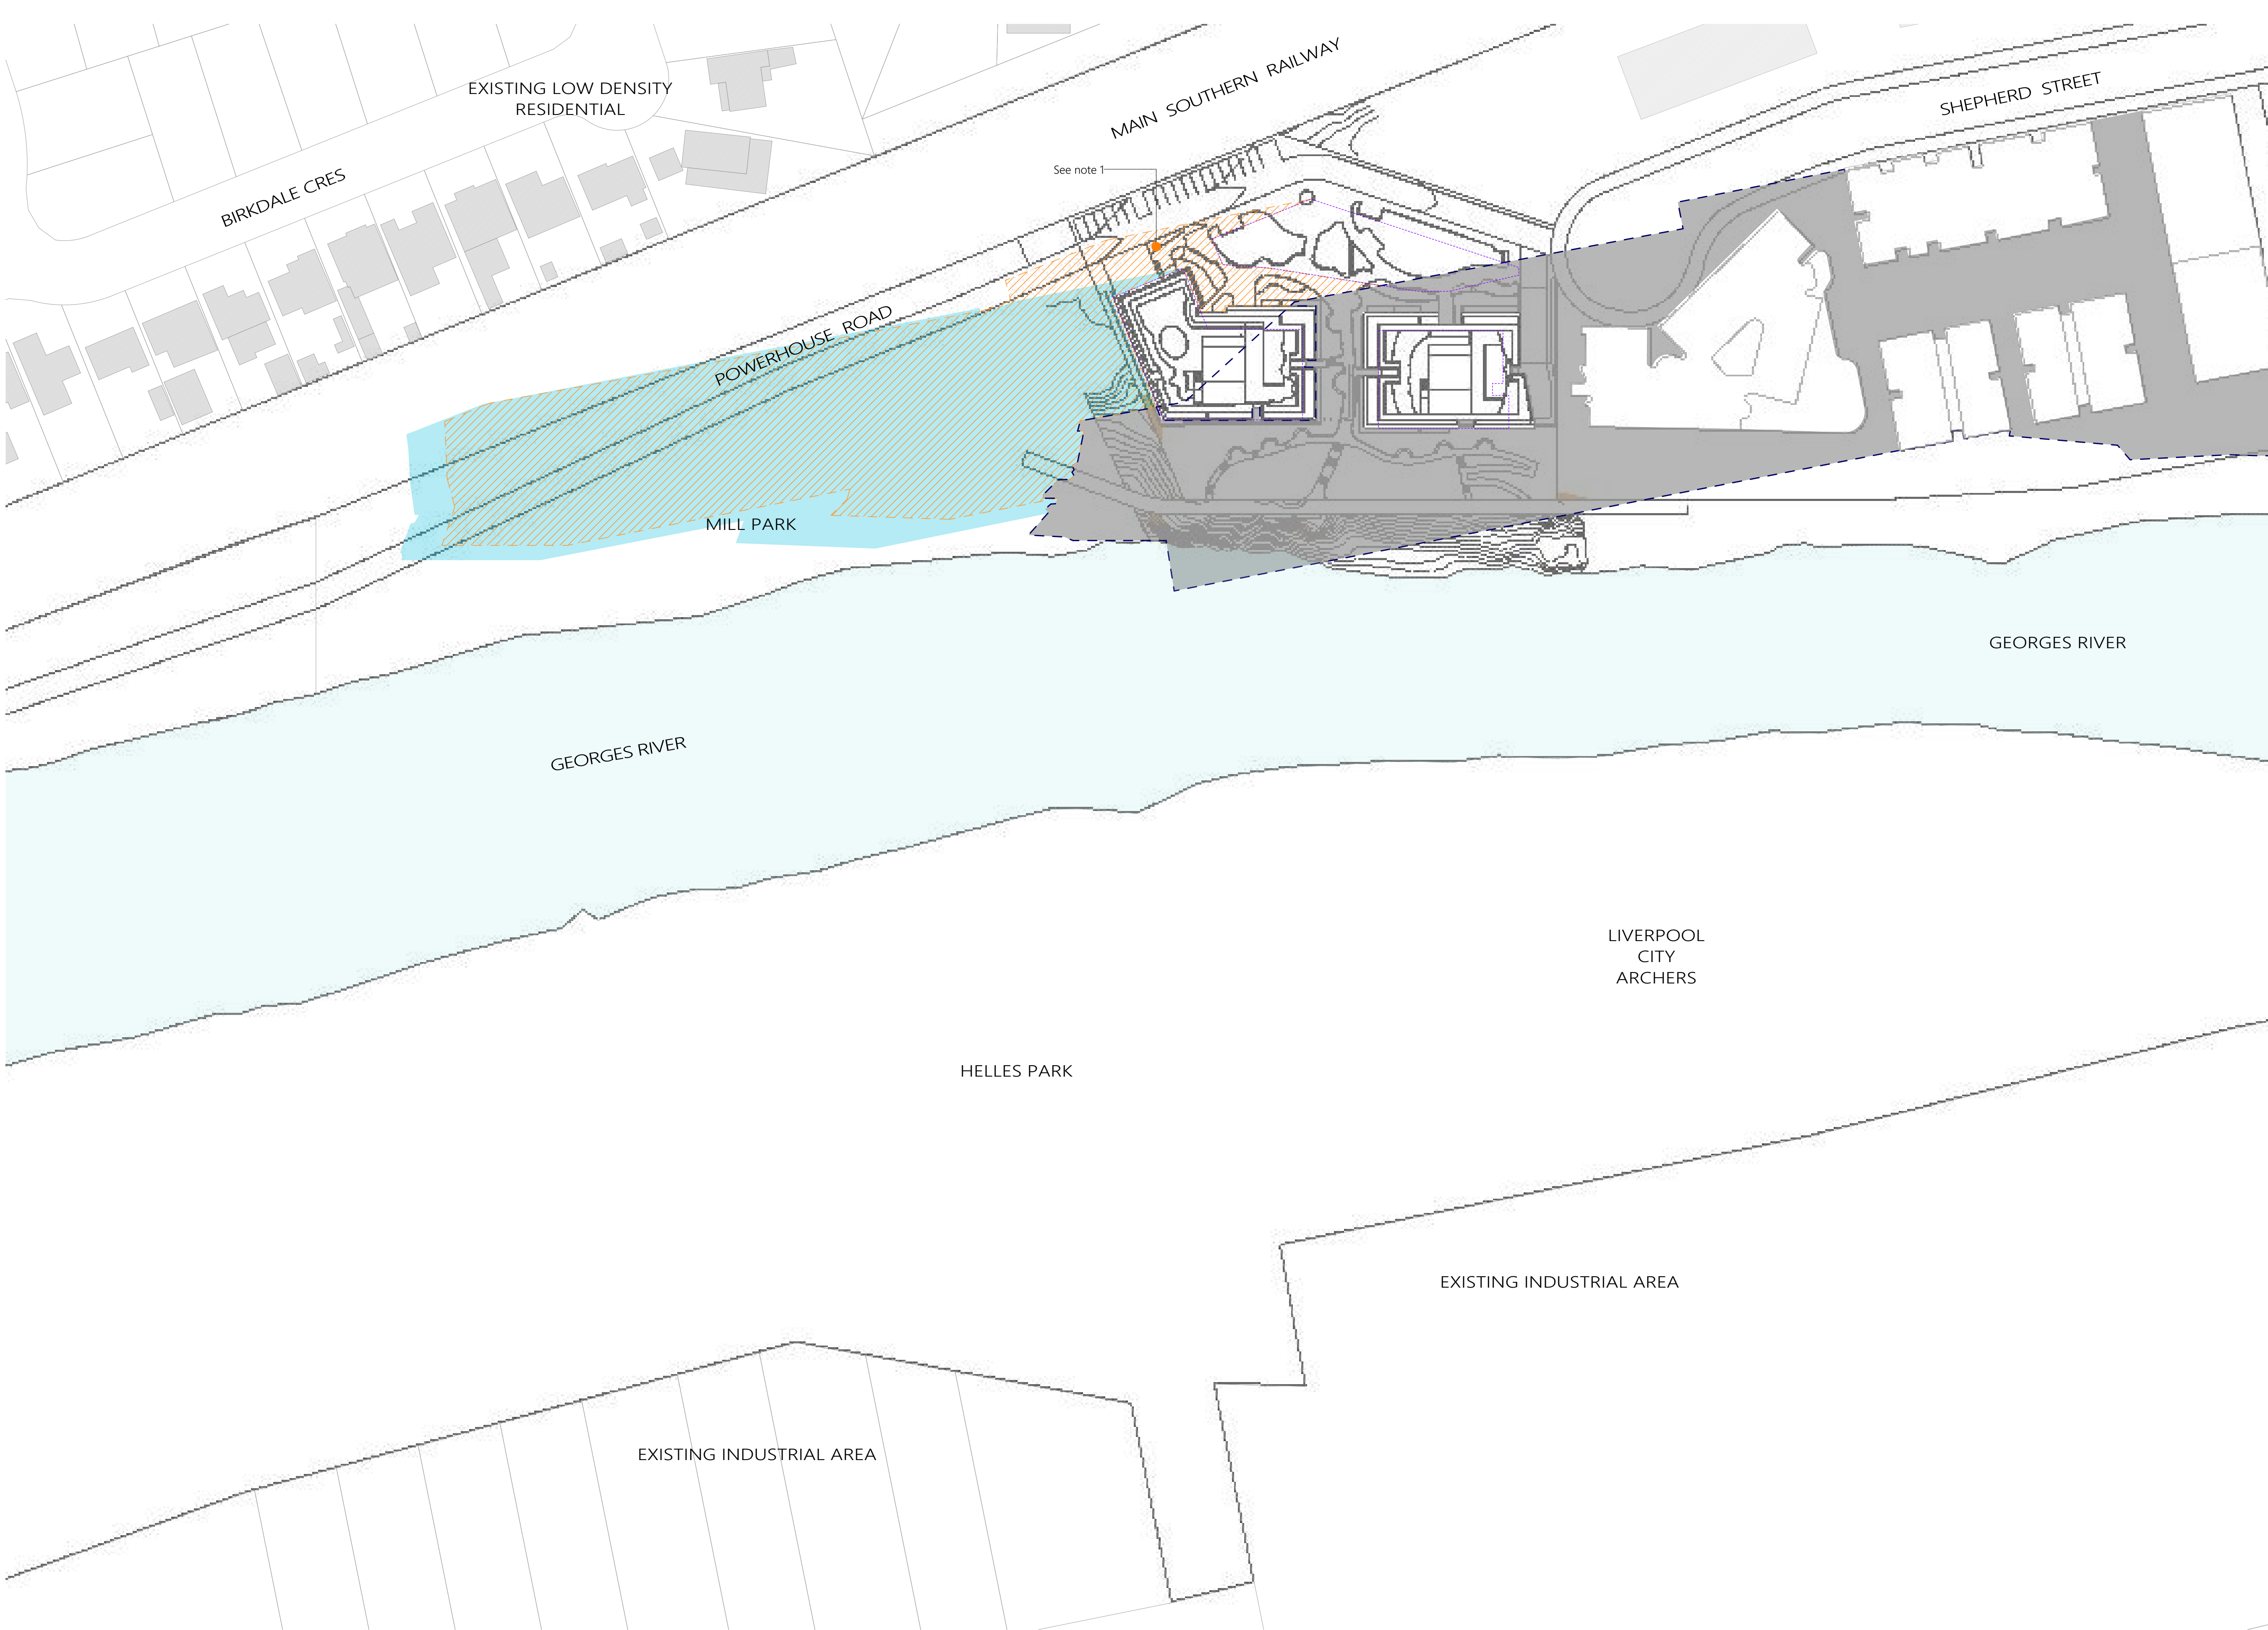 MAIN SOUTHERN RAILWAY
EXISTING LOW DENSITY
RESIDENTIAL
SHEPHERD STREET
See note 1
BIRKDALE CRES
POWERHOUSE ROAD
MILL PARK
GEORGES RIVER
GEORGES RIVER
LIVERPOOL
CITY
ARCHERS
HELLES PARK
EXISTING INDUSTRIAL AREA
EXISTING INDUSTRIAL AREA